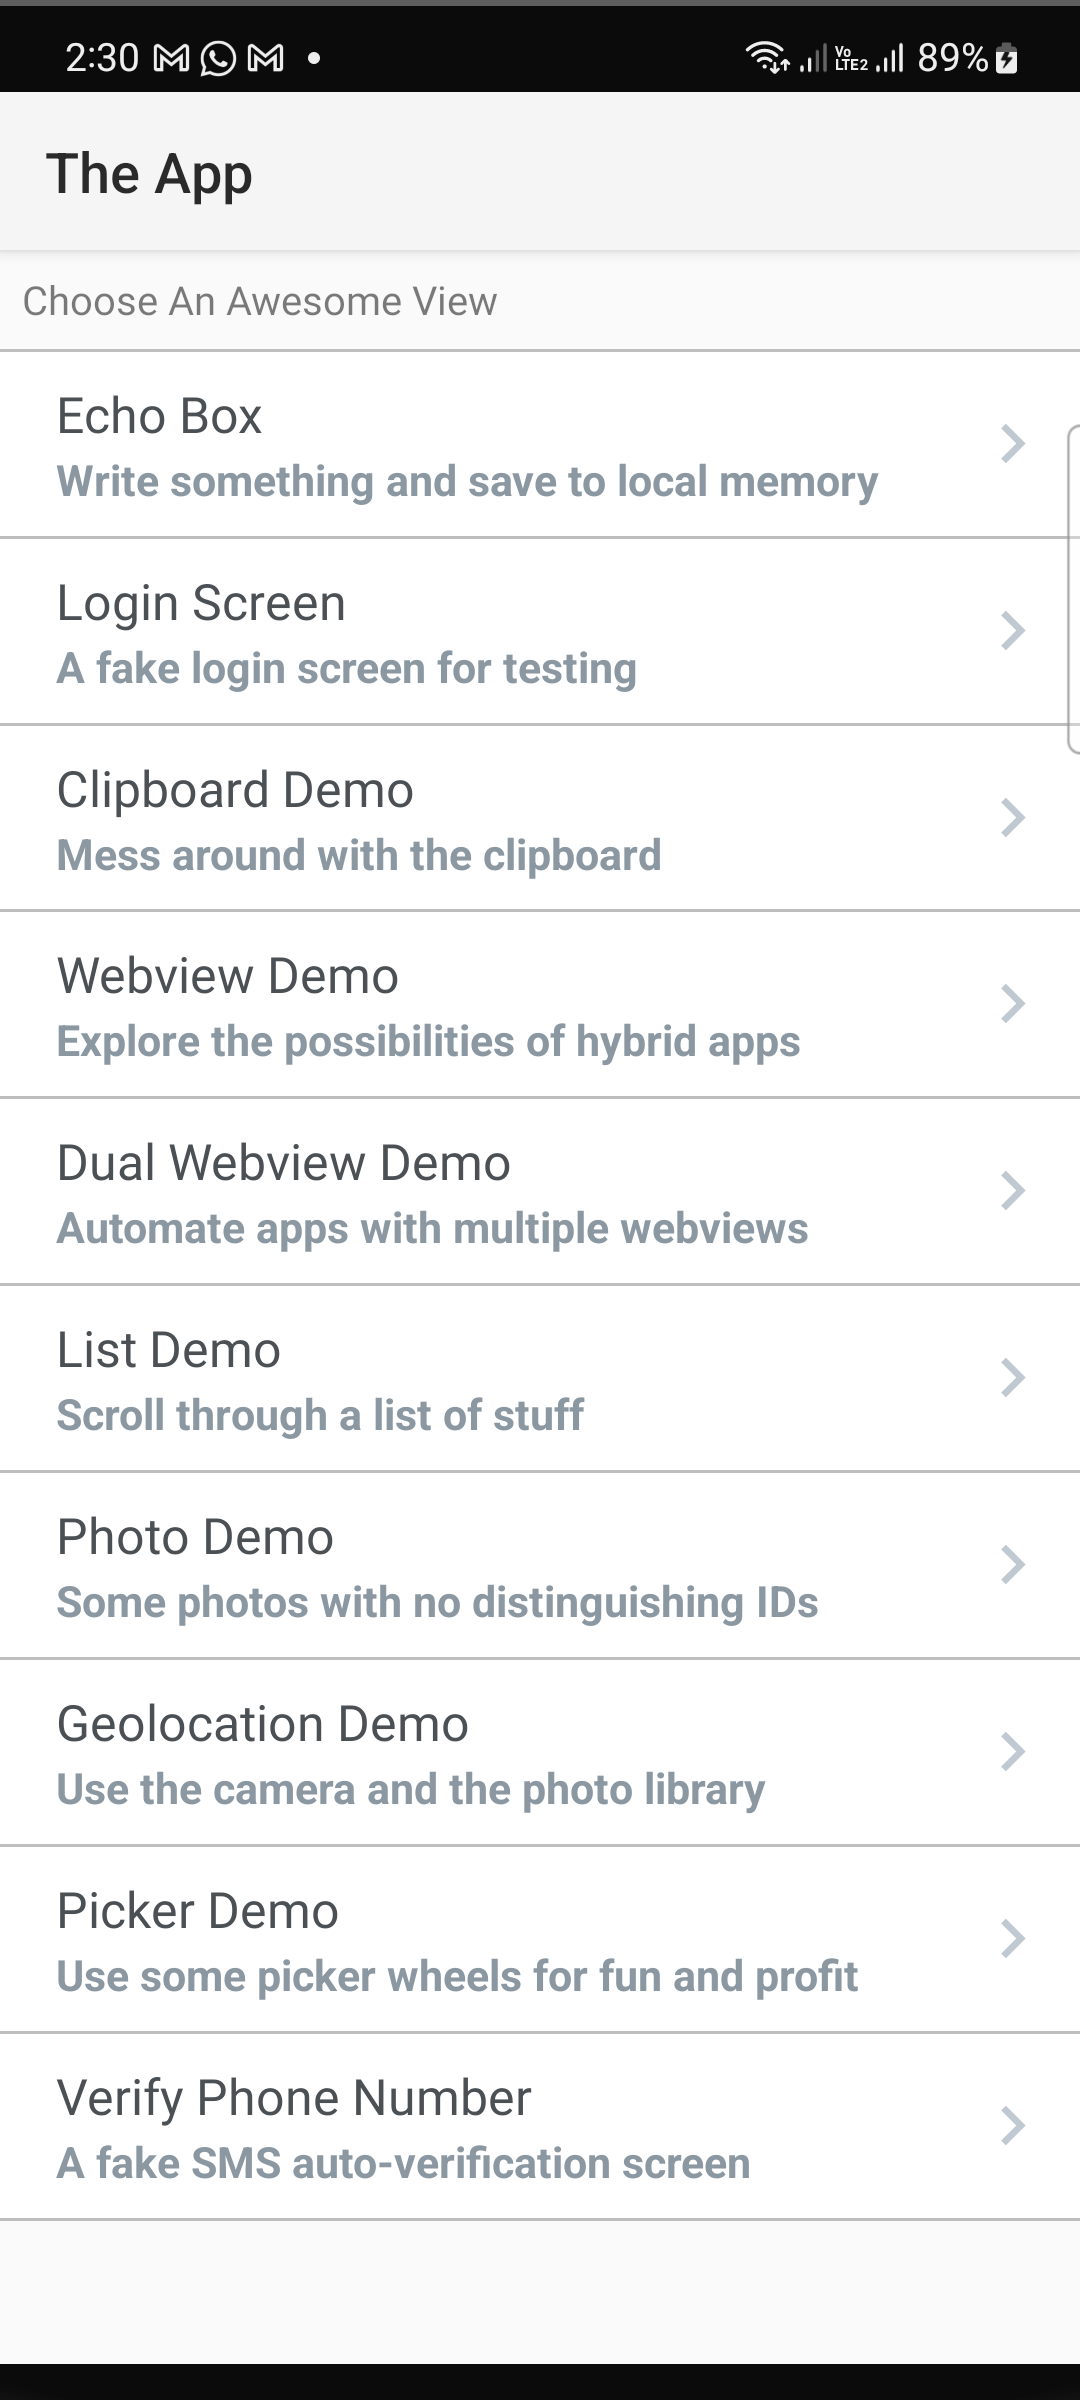 2:30
Vo LTE2 89%
The App
Choose An Awesome View
Echo Box
Write something and save to local memory
Login Screen
A fake login screen for testing
Clipboard Demo
Mess around with the clipboard
Webview Demo
Explore the possibilities of hybrid apps
Dual Webview Demo
Automate apps with multiple webviews
List Demo
Scroll through a list of stuff
Photo Demo
Some photos with no distinguishing IDs
Geolocation Demo
Use the camera and the photo library
Picker Demo
Use some picker wheels for fun and profit
Verify Phone Number
A fake SMS auto-verification screen